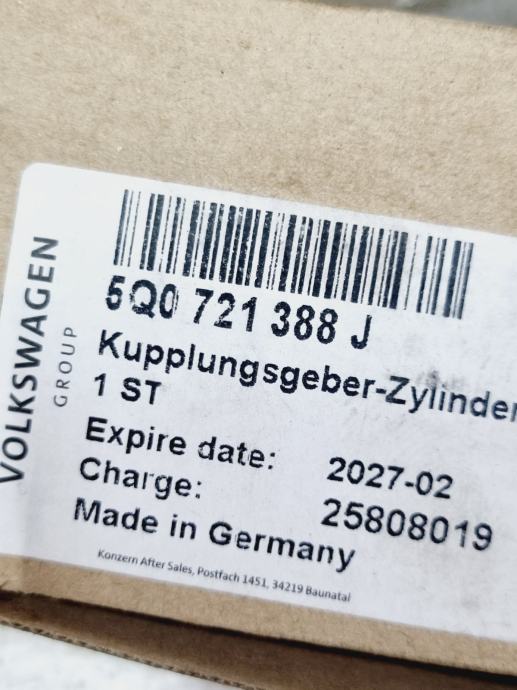 VOLKSWAGEN
GROUP
5Q0 721 388 J
Kupplungsgeber-Zylinder
1 ST
Expire date: 2027-02
Charge: 25808019
Made in Germany
Konzern After Sales, Postfach 1451, 34219 Baunatal